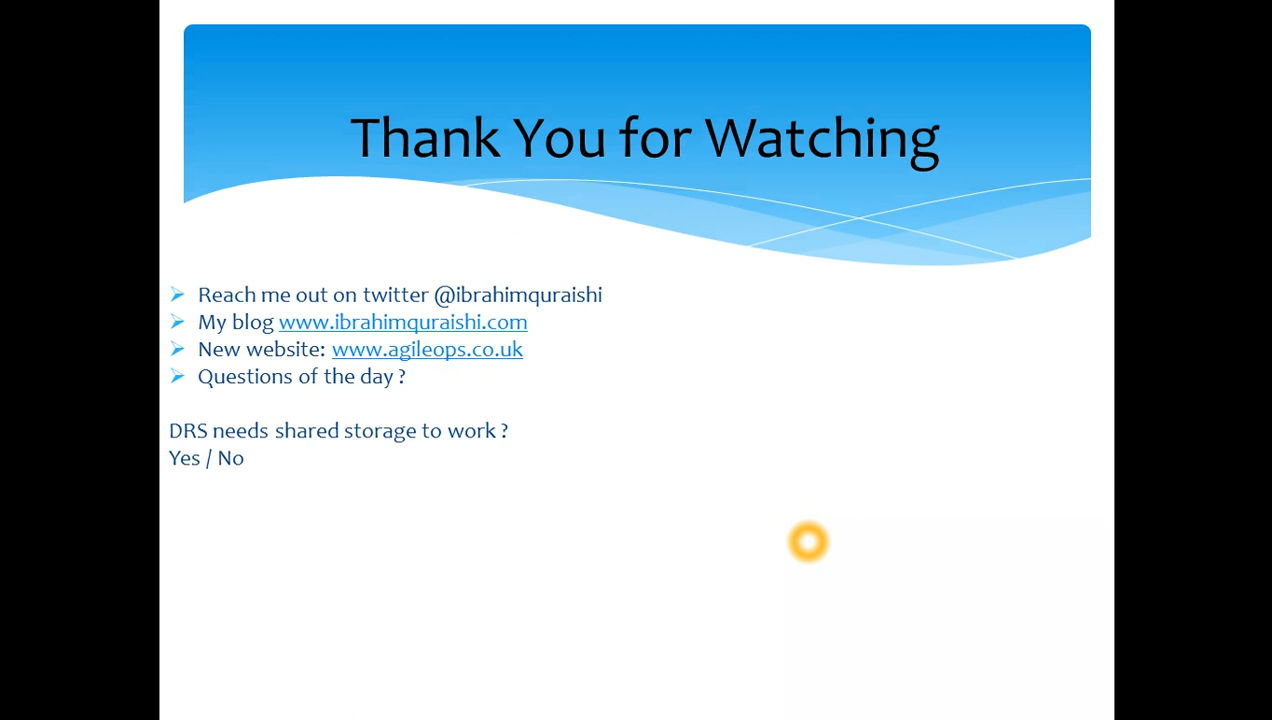 Thank You for Watching
Reach me out on twitter @ibrahimquraishi
My blog www.ibrahimquraishi.com
New website: www.agileops.co.uk
Questions of the day ?
DRS needs shared storage to work ?
Yes / No